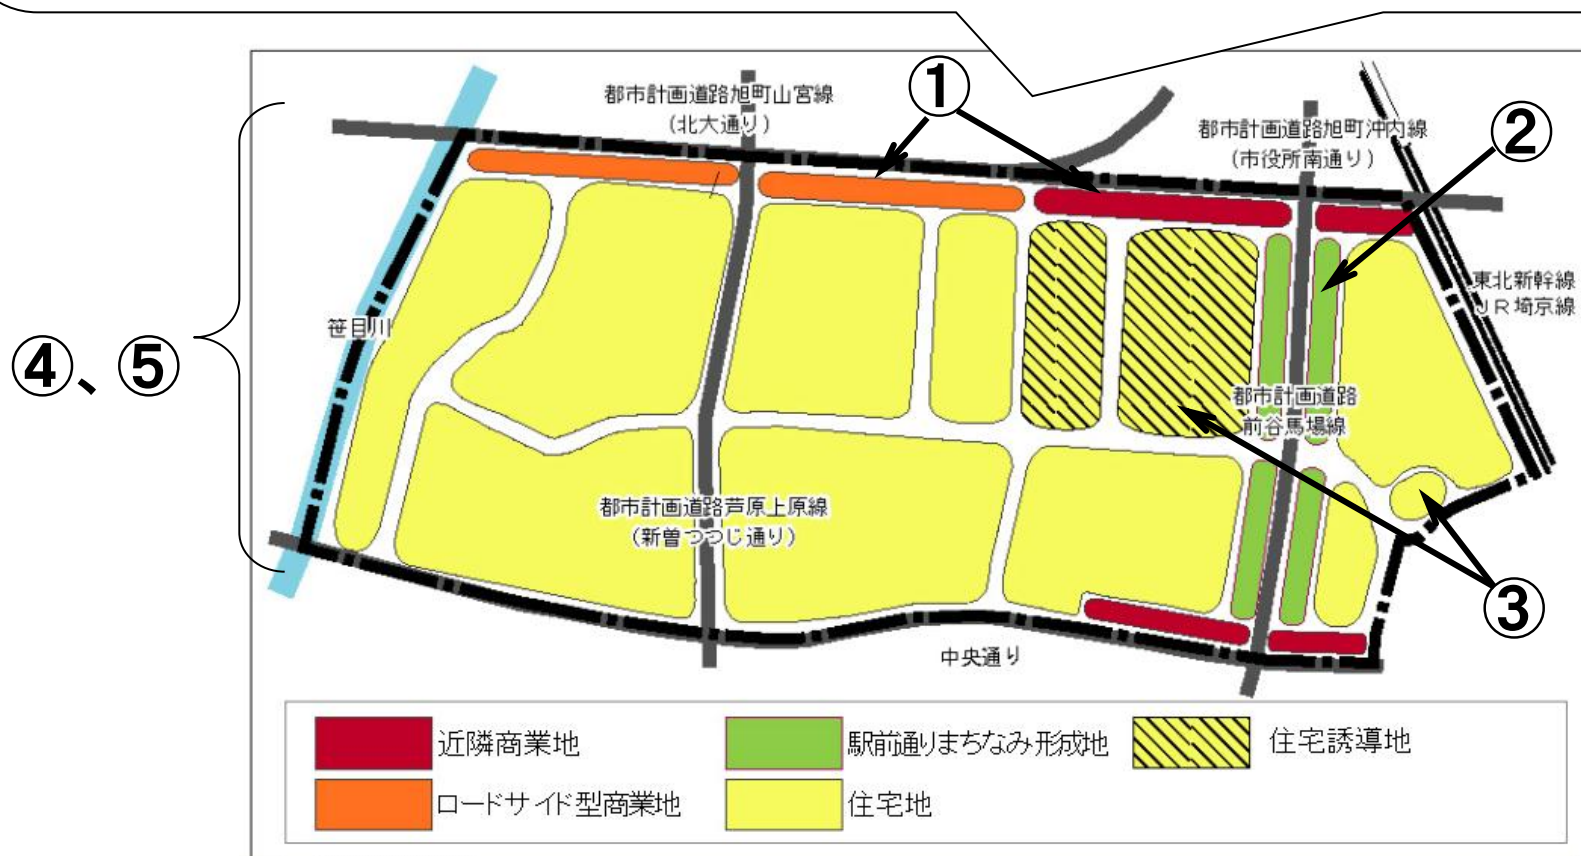 ①
都市計画道路旭町山宮線
(北大通り)
都市計画道路旭町沖内線
(市役所南通り)
②
東北新幹線
JR埼京線
笹目川
④、⑤
都市計画道路
前谷馬場線
都市計画道路芦原上原線
(新曽つつじ通り)
③
中央通り
近隣商業地
駅前通りまちなみ形成地
住宅誘導地
ロードサイド型商業地
住宅地